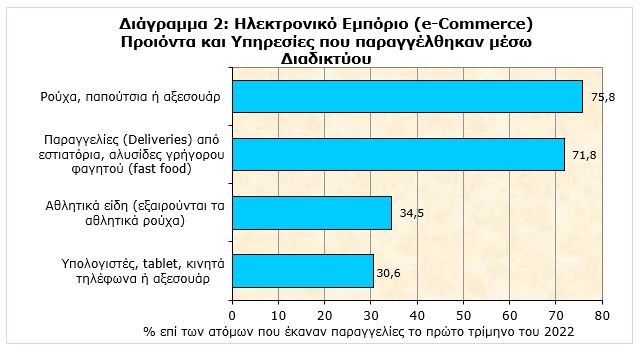 Διάγραμμα 2: Ηλεκτρονικό Εμπόριο (e-Commerce)
Προιόντα και Υπηρεσίες που παραγγέλθηκαν μέσω
Διαδικτύου
Ρούχα, παπούτσια ή αξεσουάρ
75,8
Παραγγελίες (Deliveries) από
εστιατόρια, αλυσίδες γρήγορου
φαγητού (fast food)
71,8
Αθλητικά είδη (εξαιρούνται τα
αθλητικά ρούχα)
34,5
Υπολογιστές, tablet, κινητά
τηλέφωνα ή αξεσουάρ
30,6
0 10 20 30 40 50 60 70 80
% επί των ατόμων που έκαναν παραγγελίες το πρώτο τρίμηνο του 2022